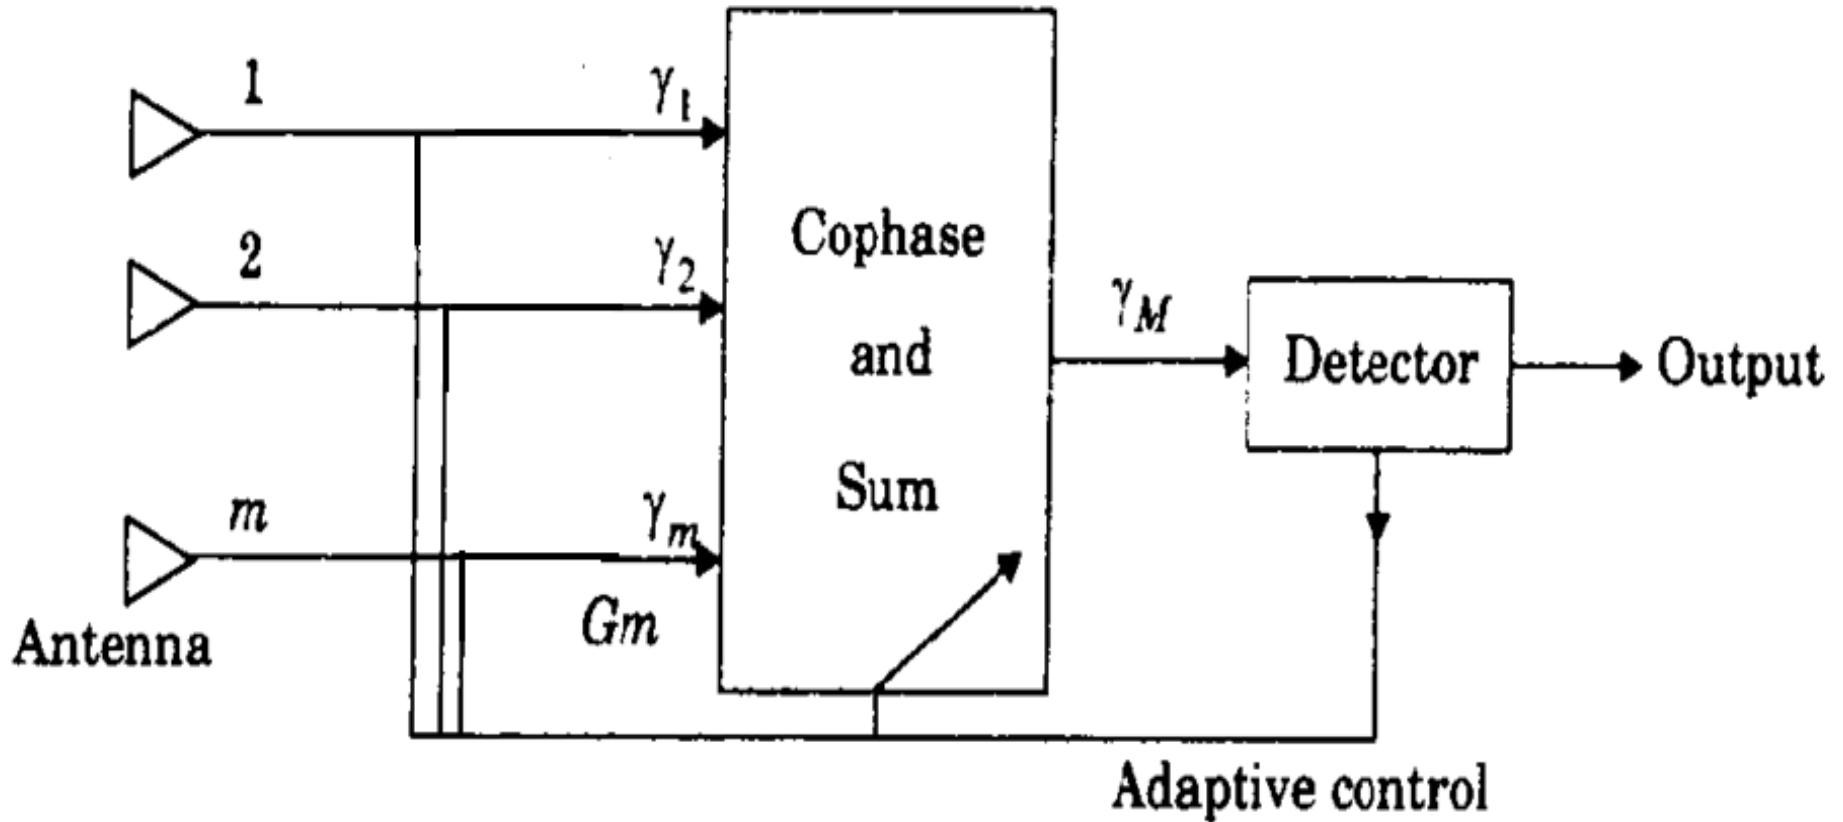 1
γ1
2
γ2
m
γm
Gm
Antenna
Cophase
and
Sum
γM
Detector
Output
Adaptive control